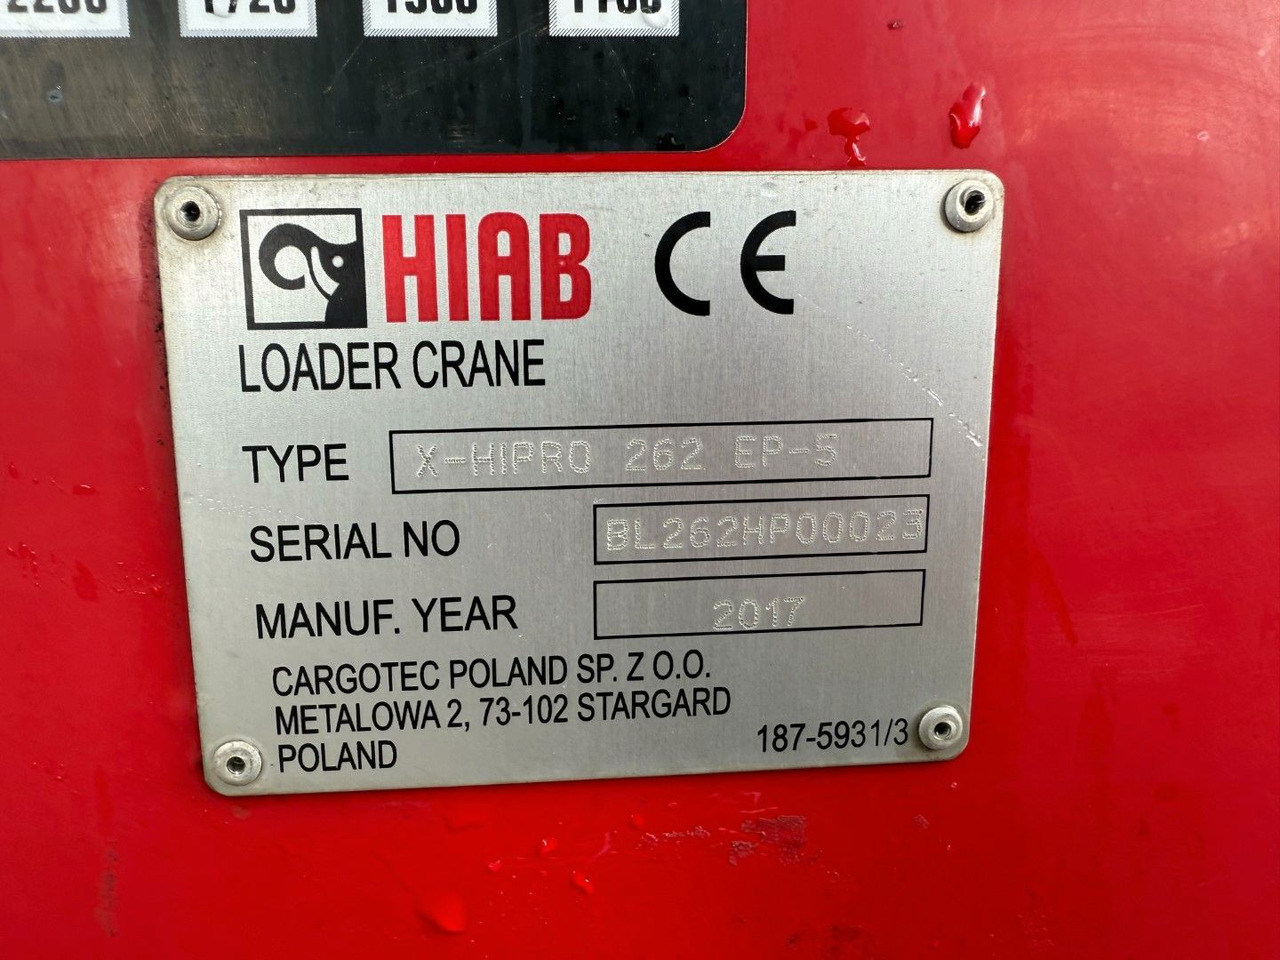 HIAB CE
LOADER CRANE
TYPE X-HIPRO 262 EP-5
SERIAL NO BL262HP00023
MANUF. YEAR 2017
CARGOTEC POLAND SP. Z O.O.
METALOWA 2, 73-102 STARGARD
POLAND 187-5931/3